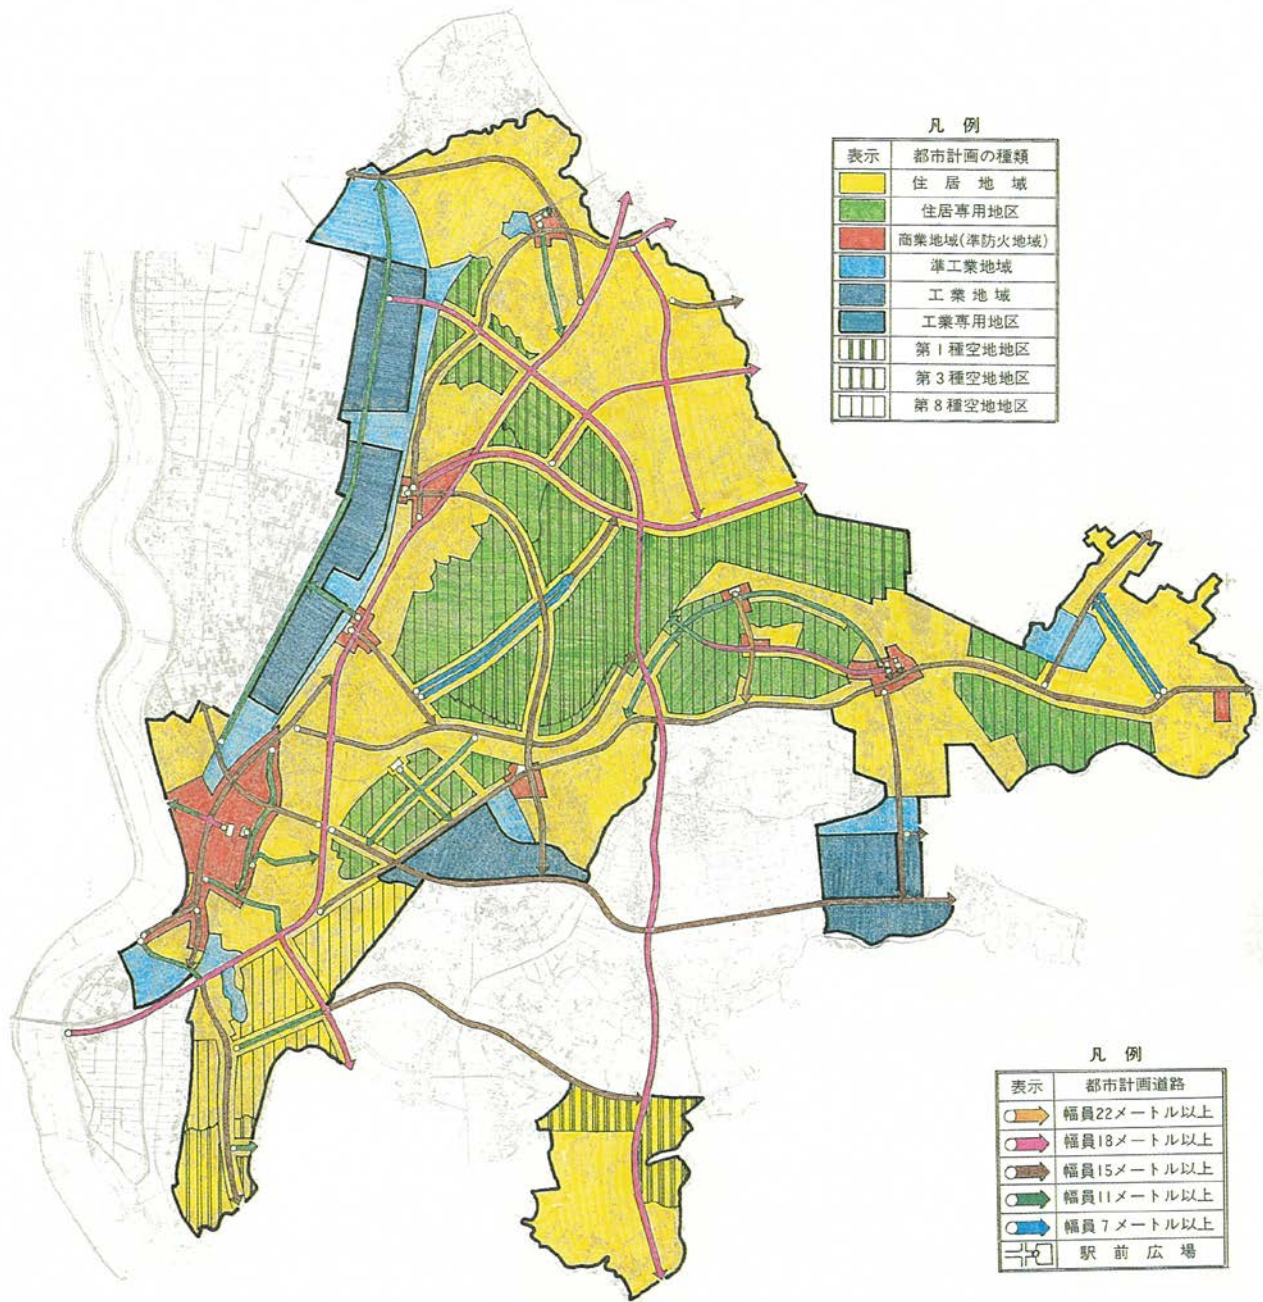 凡例
表示 都市計画の種類
住居地域
住居専用地区
商業地域(準防火地域)
準工業地域
工業地域
工業専用地区
第1種空地地区
第3種空地地区
第8種空地地区
凡例
表示 都市計画道路
幅員22メートル以上
幅員18メートル以上
幅員15メートル以上
幅員11メートル以上
幅員7メートル以上
駅前広場